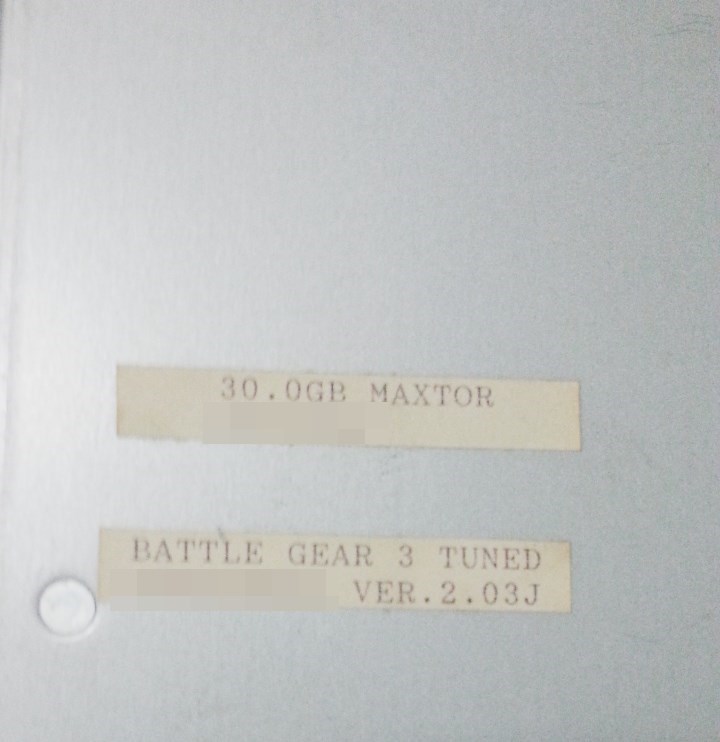 30.0GB MAXTOR
BATTLE GEAR 3 TUNED
VER.2.03J